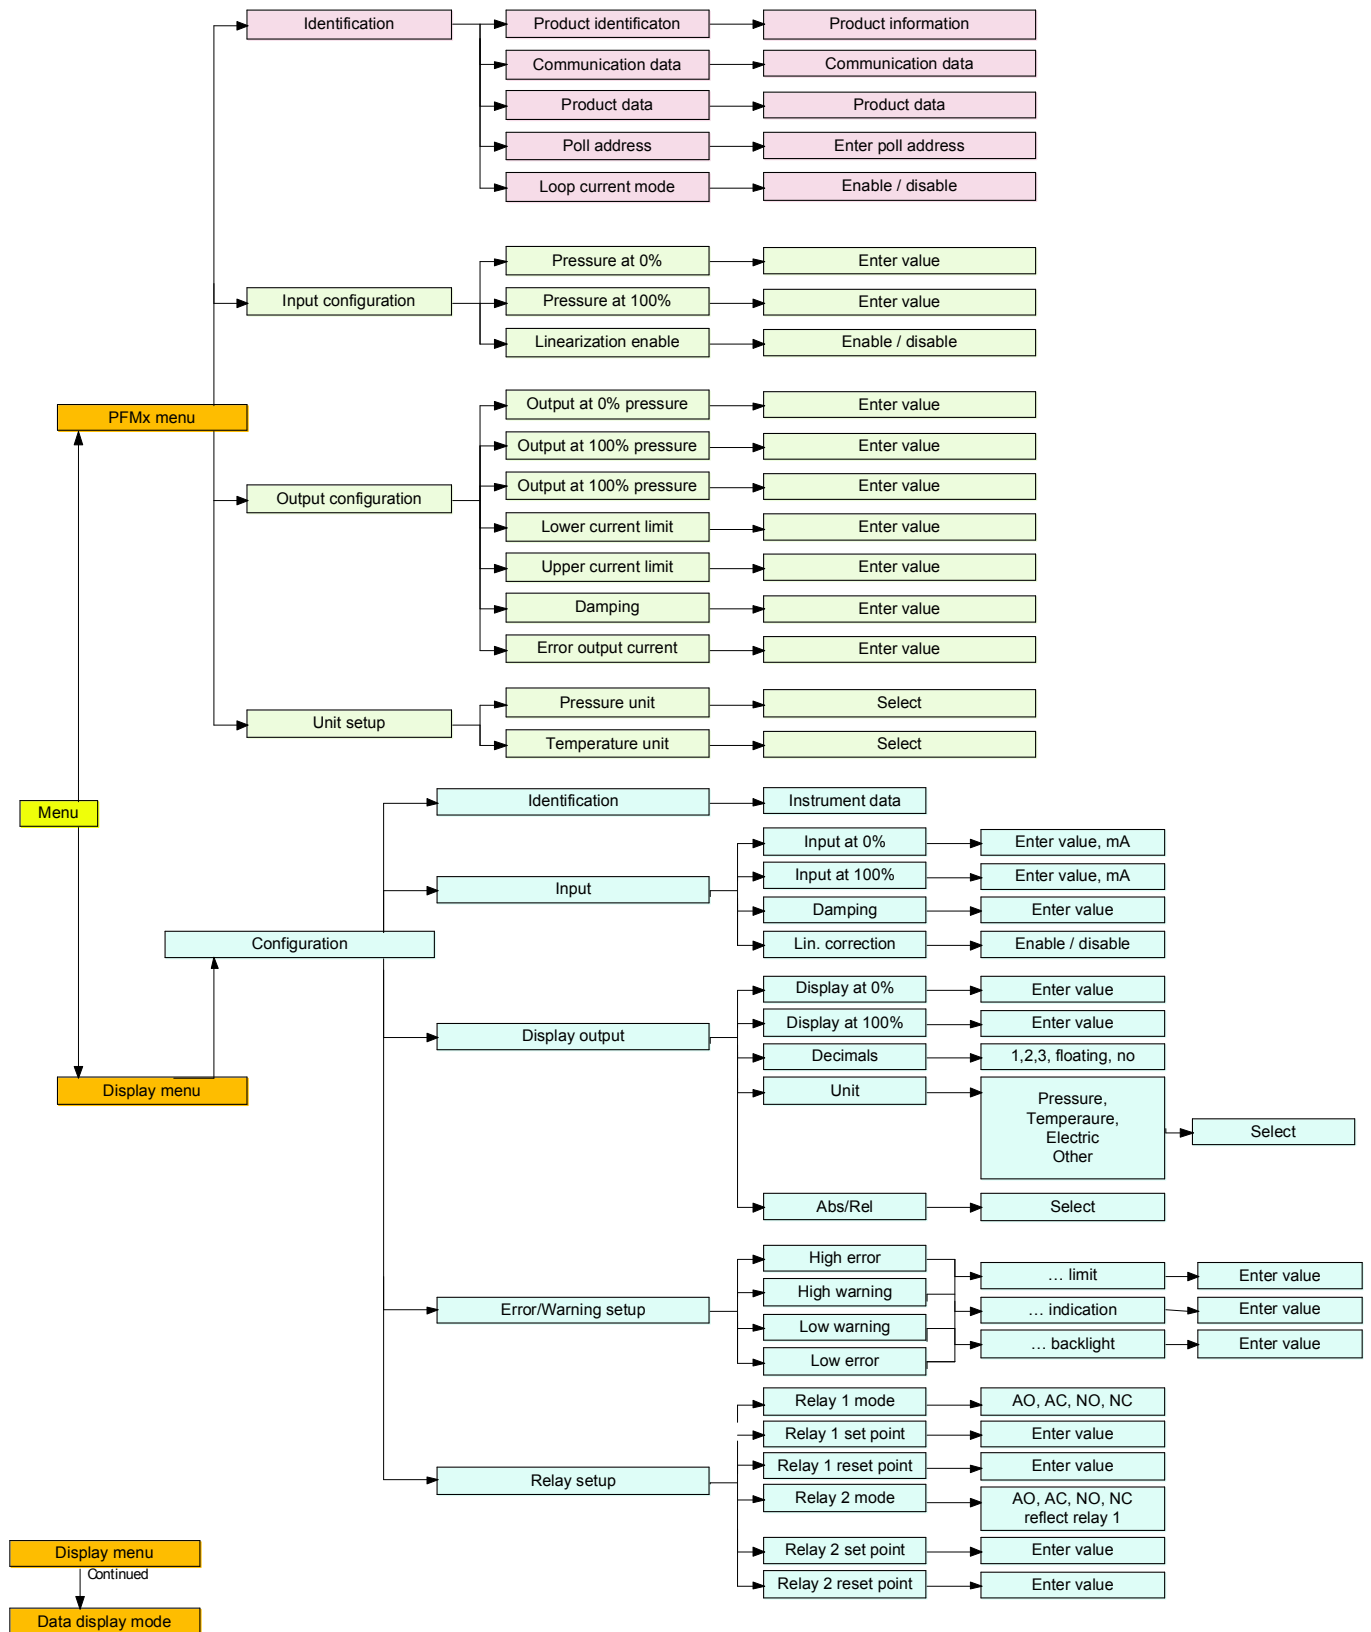 Identification
Product identificaton
Product information
Communication data
Communication data
Product data
Product data
Poll address
Enter poll address
Loop current mode
Enable / disable
Pressure at 0%
Enter value
Input configuration
Pressure at 100%
Enter value
Linearization enable
Enable / disable
PFMx menu
Output at 0% pressure
Enter value
Output at 100% pressure
Enter value
Output configuration
Output at 100% pressure
Enter value
Lower current limit
Enter value
Upper current limit
Enter value
Damping
Enter value
Error output current
Enter value
Unit setup
Pressure unit
Select
Temperature unit
Select
Menu
Identification
Instrument data
Input
Input at 0%
Enter value, mA
Input at 100%
Enter value, mA
Damping
Enter value
Lin. correction
Enable / disable
Configuration
Display output
Display at 0%
Enter value
Display at 100%
Enter value
Decimals
1,2,3, floating, no
Unit
Pressure,
Temperaure,
Electric
Other
Select
Abs/Rel
Select
Display menu
Error/Warning setup
High error
High warning
Low warning
Low error
... limit
Enter value
... indication
Enter value
... backlight
Enter value
Relay setup
Relay 1 mode
AO, AC, NO, NC
Relay 1 set point
Enter value
Relay 1 reset point
Enter value
Relay 2 mode
AO, AC, NO, NC
reflect relay 1
Relay 2 set point
Enter value
Relay 2 reset point
Enter value
Display menu
Continued
Data display mode